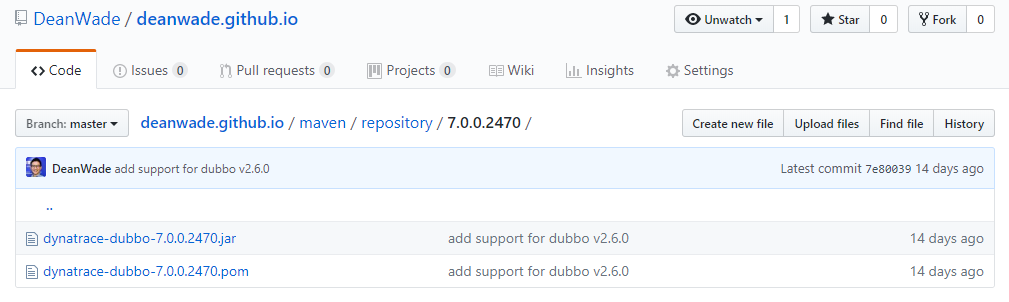 DeanWade / deanwade.github.io Unwatch 1 Star 0 Fork 0
Code Issues 0 Pull requests 0 Projects 0 Wiki Insights Settings
Branch: master deanwade.github.io / maven / repository / 7.0.0.2470 / Create new file Upload files Find file History
DeanWade add support for dubbo v2.6.0 Latest commit 7e80039 14 days ago
..
dynatrace-dubbo-7.0.0.2470.jar add support for dubbo v2.6.0 14 days ago
dynatrace-dubbo-7.0.0.2470.pom add support for dubbo v2.6.0 14 days ago